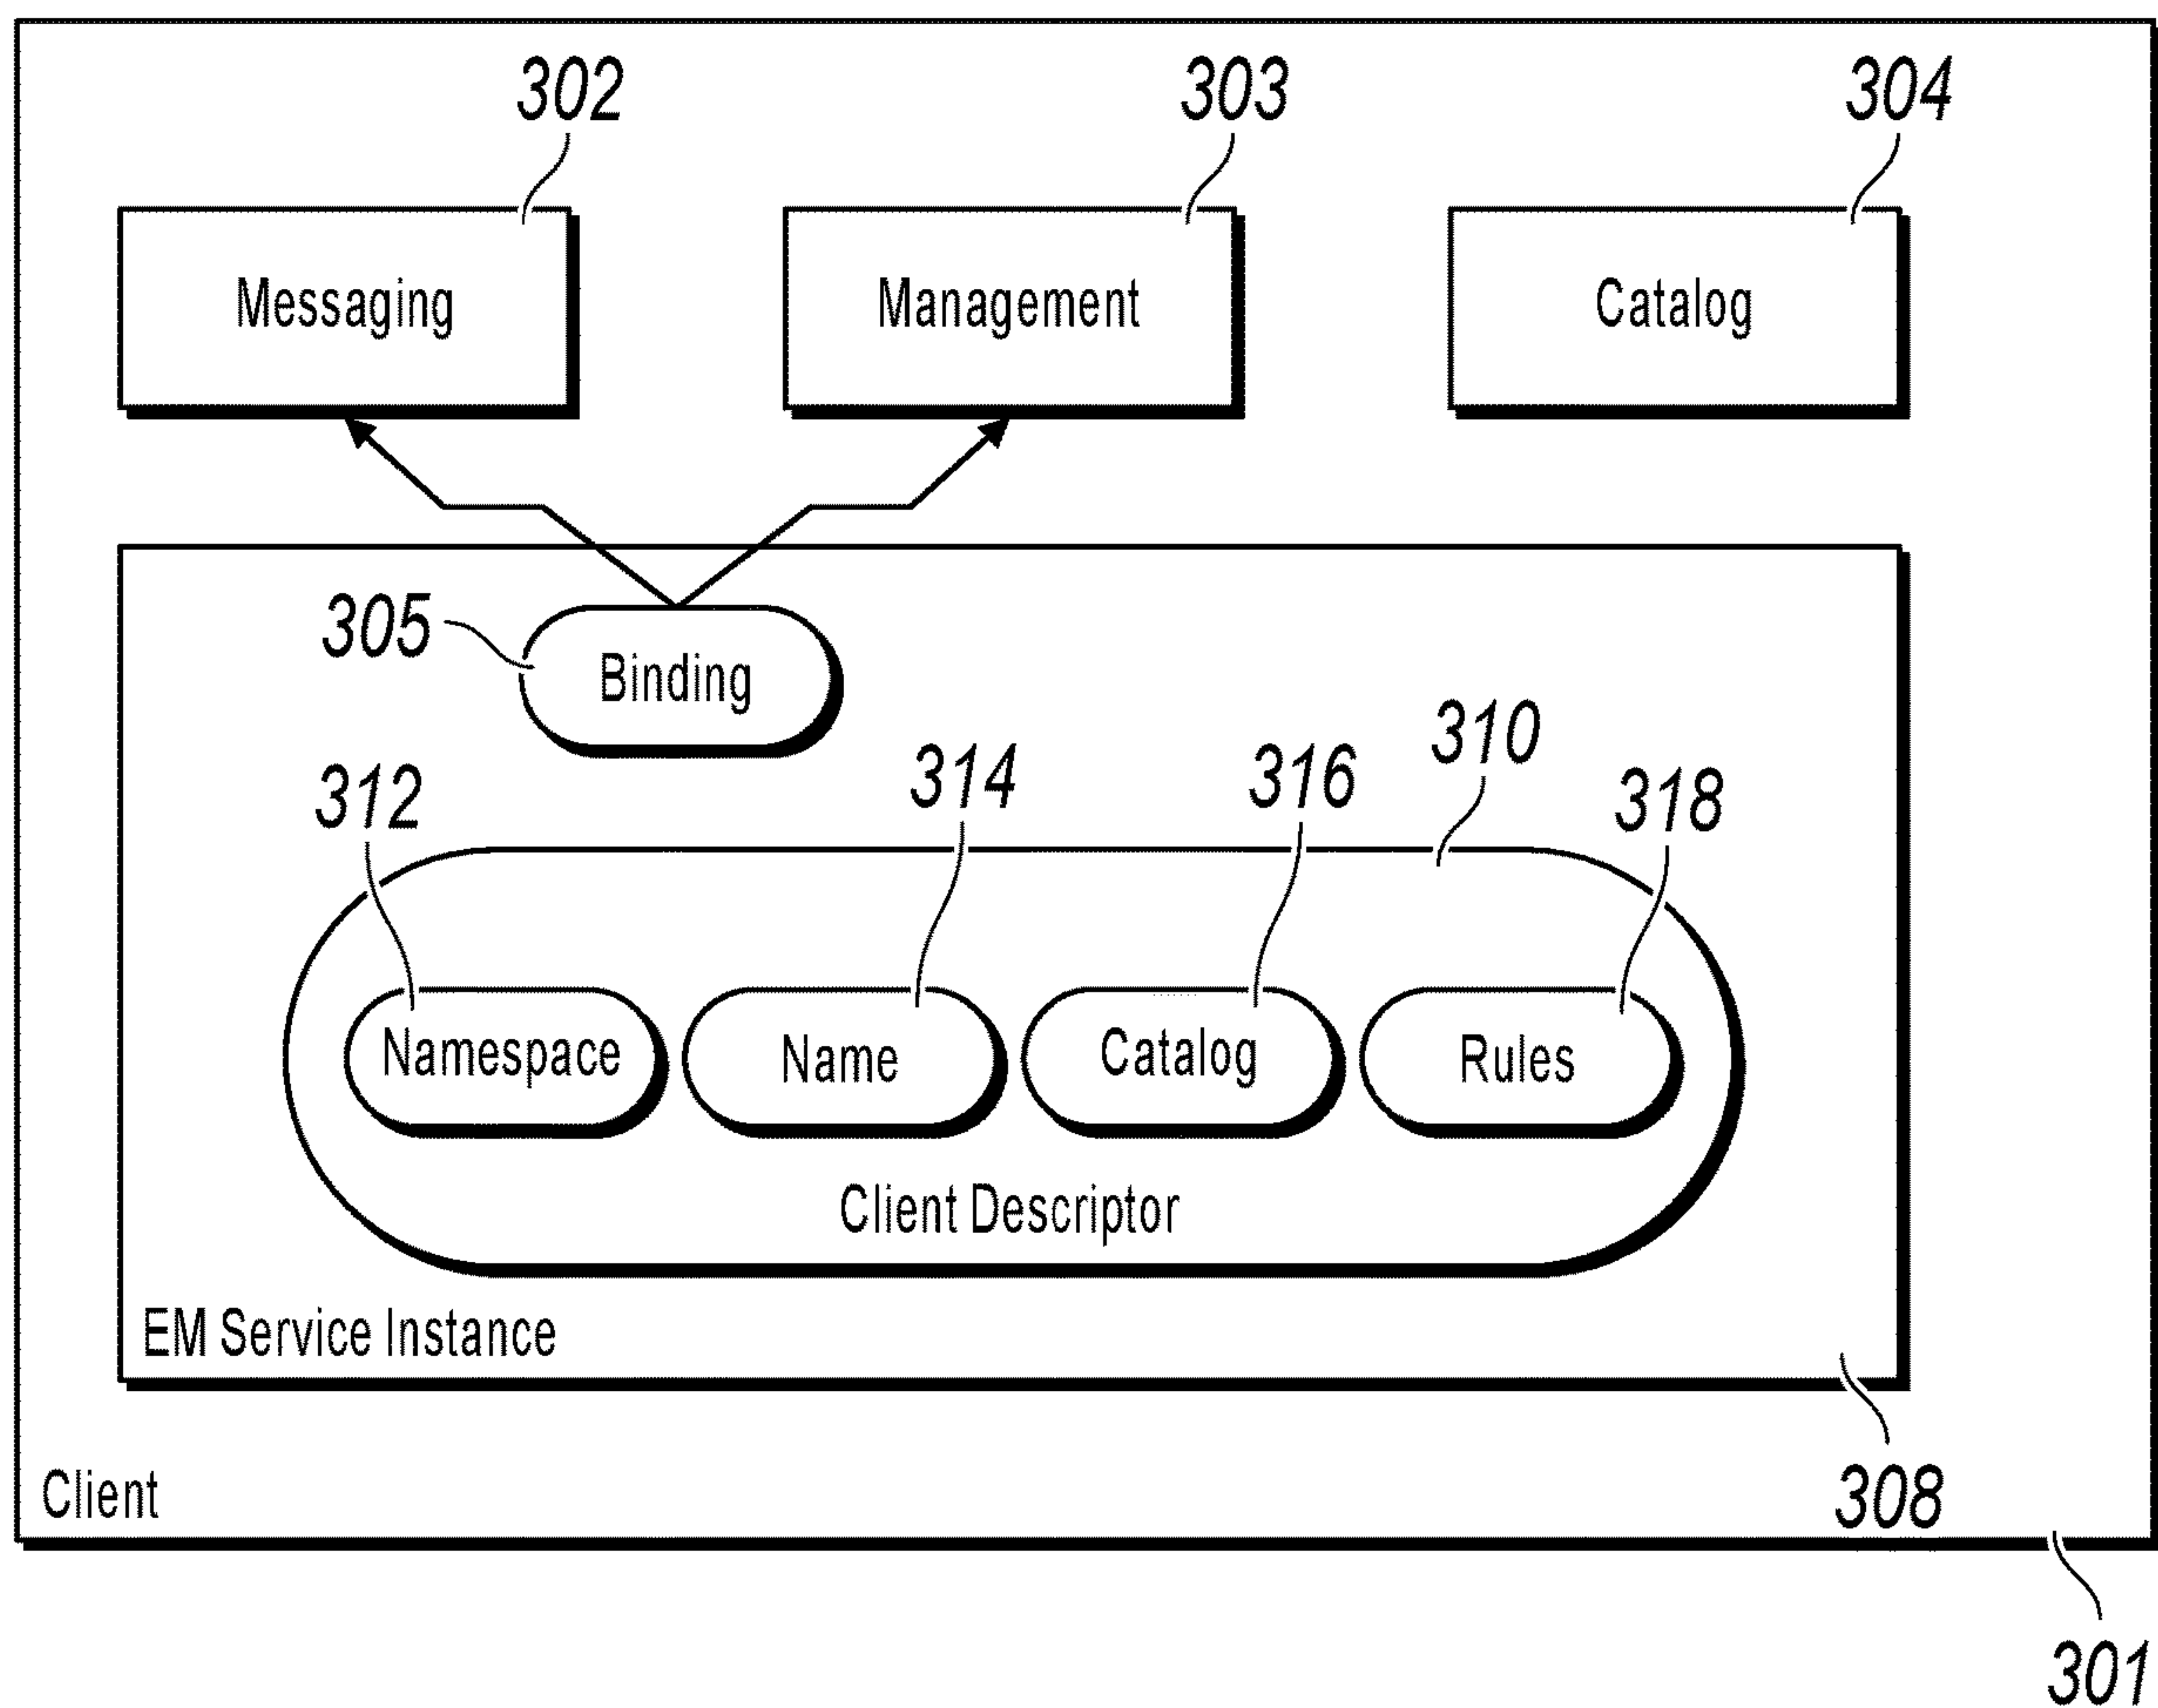 302
303
304
Messaging
Management
Catalog
305
Binding
310
312
314
316
318
Namespace
Name
Catalog
Rules
Client Descriptor
EM Service Instance
Client
308
301